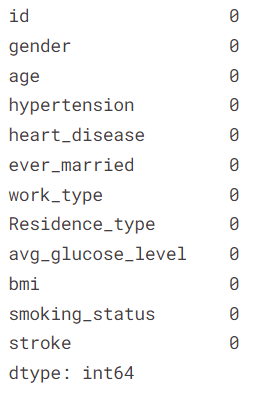 id 0
gender 0
age 0
hypertension 0
heart_disease 0
ever_married 0
work_type 0
Residence_type 0
avg_glucose_level 0
bmi 0
smoking_status 0
stroke 0
dtype: int64